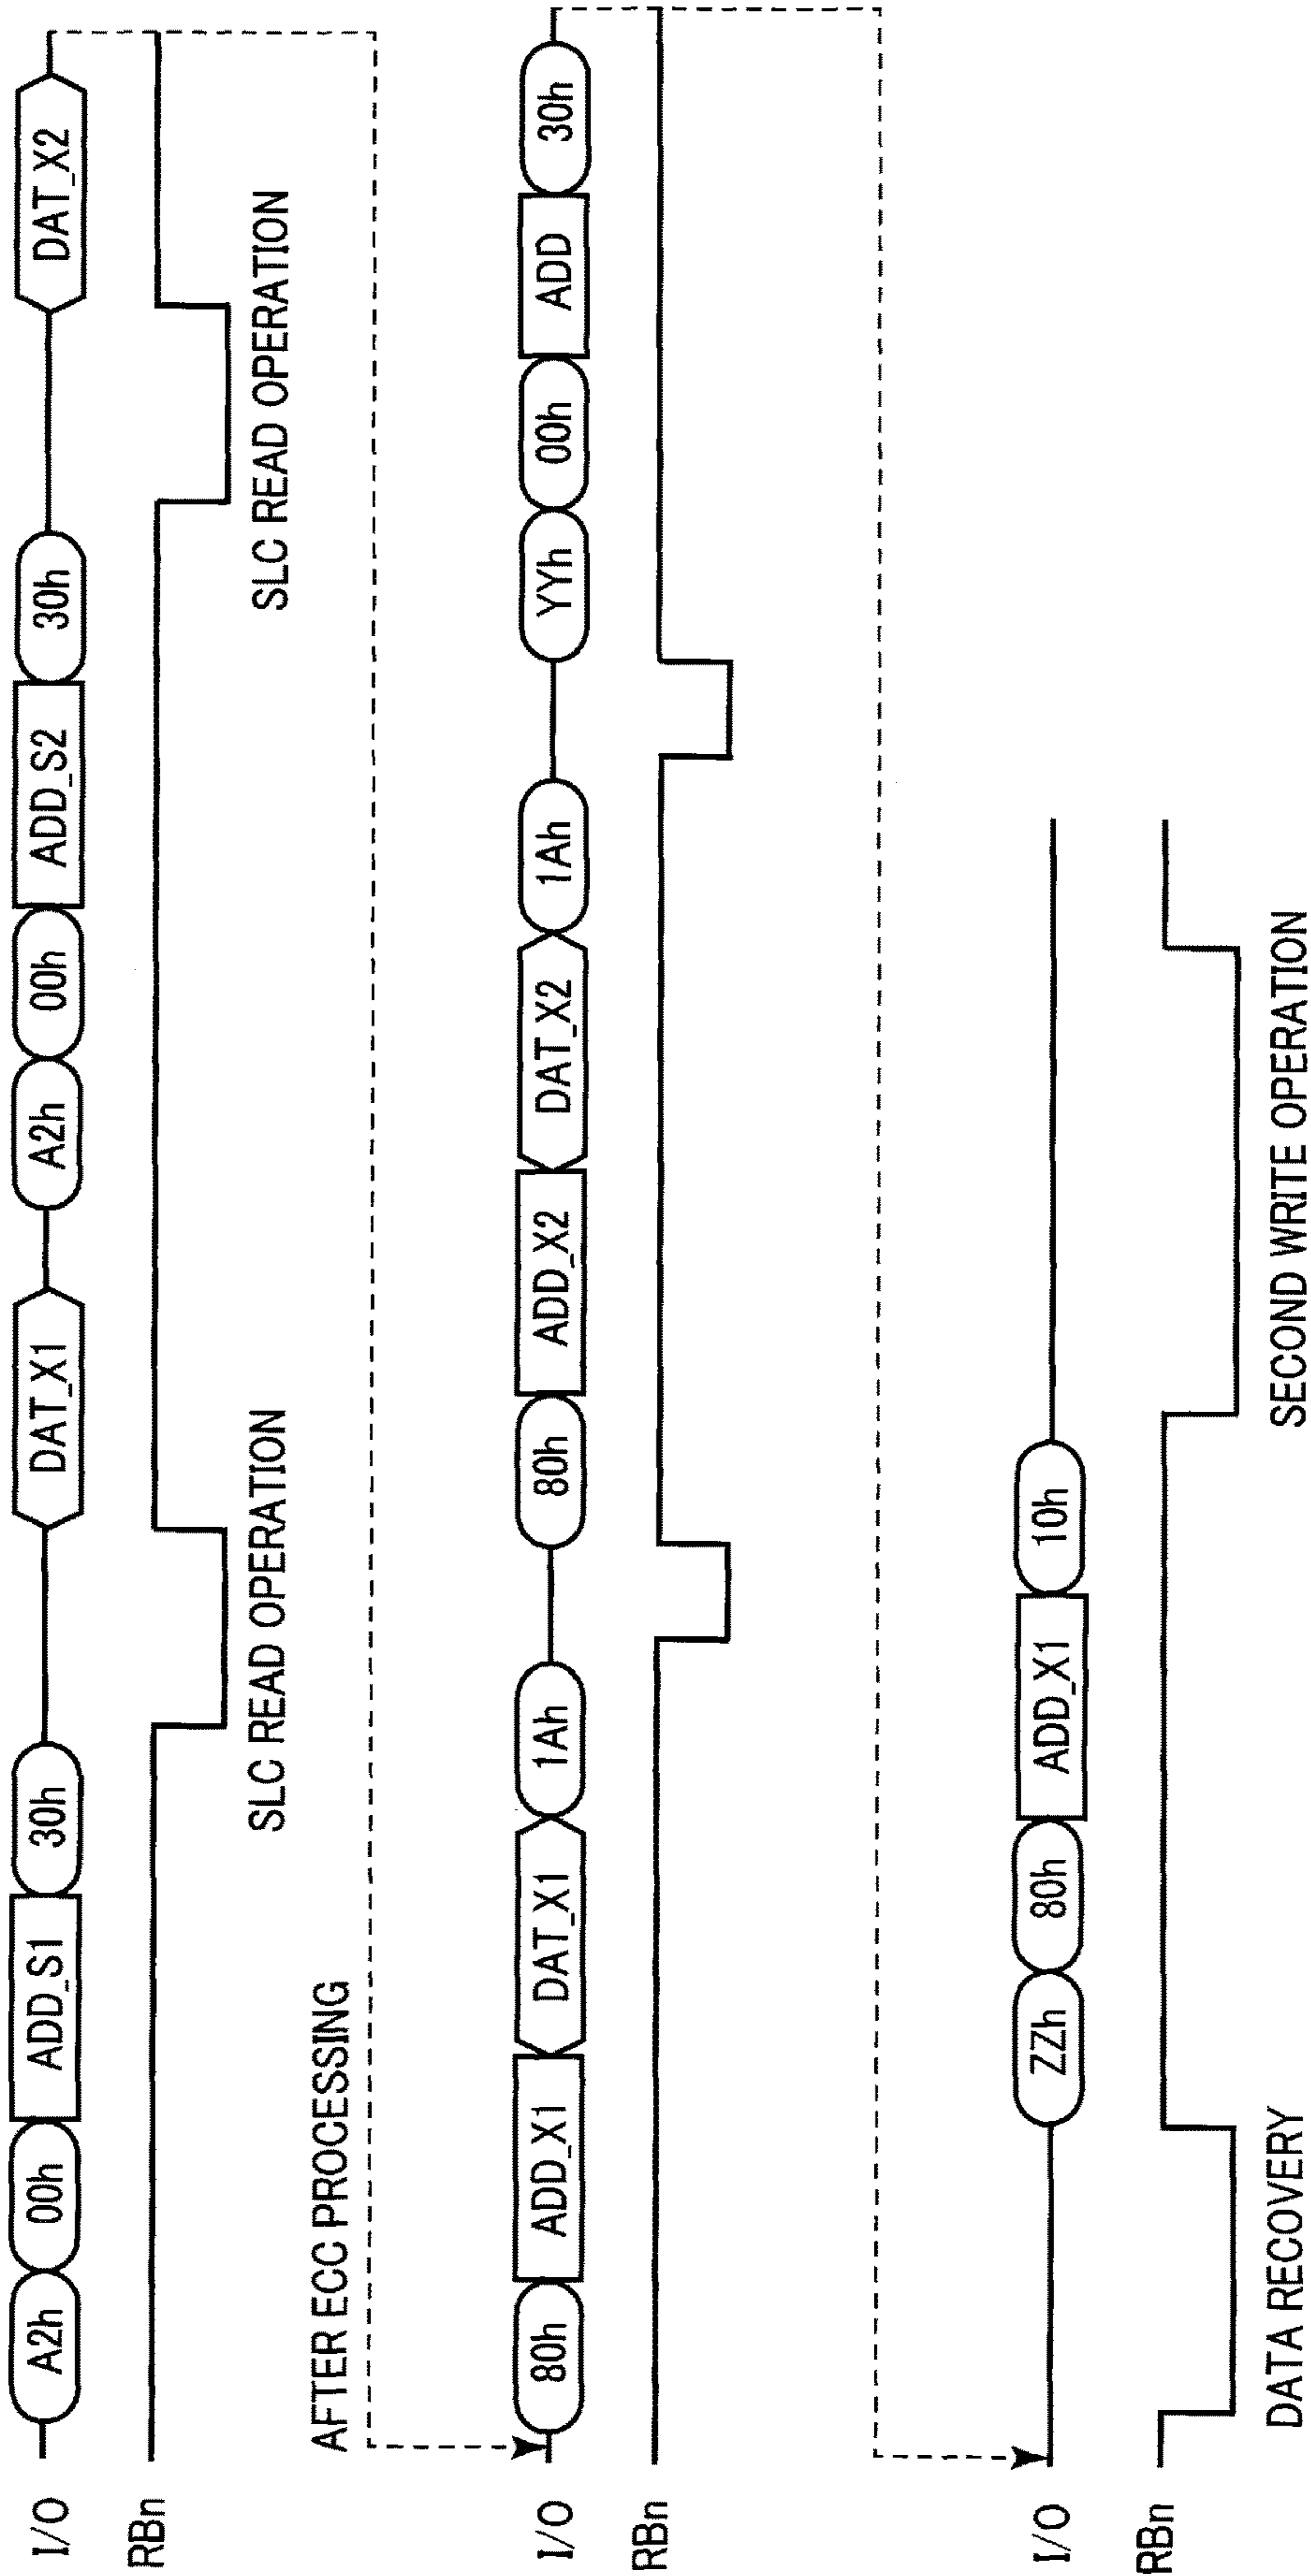 I/O A2h 00h ADD_S1 30h DAT_X1 A2h 00h ADD_S2 30h DAT_X2
RBn
SLC READ OPERATION SLC READ OPERATION
AFTER ECC PROCESSING
I/O 80h ADD_X1 DAT_X1 1Ah 80h ADD_X2 DAT_X2 1Ah YYh 00h ADD 30h
RBn
I/O ZZh 80h ADD_X1 10h
RBn
DATA RECOVERY SECOND WRITE OPERATION